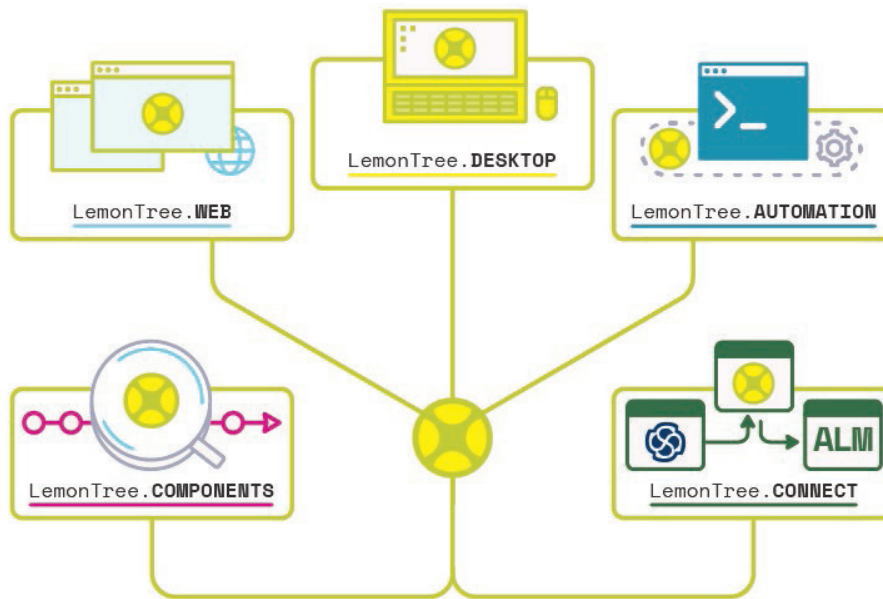 LemonTree.DESKTOP
LemonTree.WEB
LemonTree.AUTOMATION
ALM
LemonTree.COMPONENTS
LemonTree.CONNECT